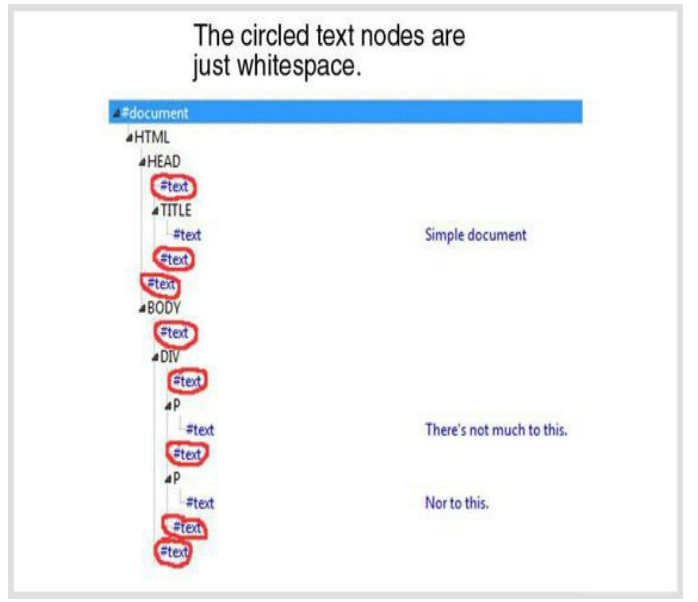 The circled text nodes are
just whitespace.
#document
HTML
HEAD
#text
TITLE
#text Simple document
#text
#text
BODY
#text
DIV
#text
P
#text There's not much to this.
#text
P
#text Nor to this.
#text
#text